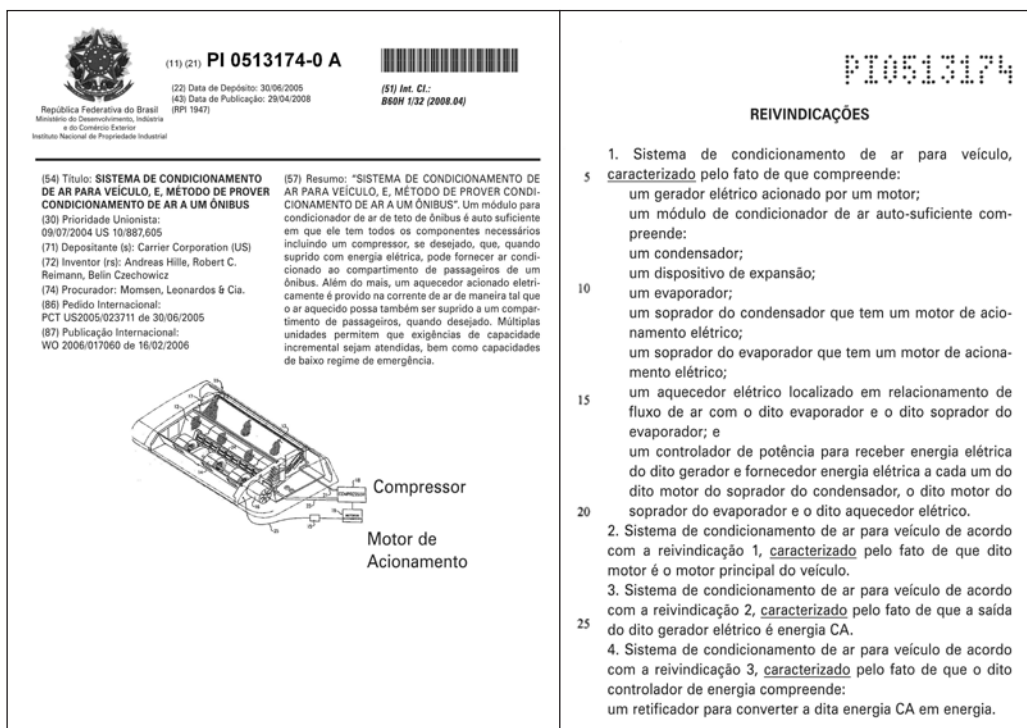 (11) (21) PI 0513174-0 A
(22) Data de Depósito: 30/06/2005
(43) Data de Publicação: 29/04/2008
(RPI 1947)
(51) Int. Cl.:
B60H 1/32 (2008.04)
República Federativa do Brasil
Ministério do Desenvolvimento, Indústria
e do Comércio Exterior
Instituto Nacional de Propriedade Industrial
(54) Título: SISTEMA DE CONDICIONAMENTO
DE AR PARA VEÍCULO, E, MÉTODO DE PROVER
CONDICIONAMENTO DE AR A UM ÔNIBUS
(30) Prioridade Unionista:
09/07/2004 US 10/887,605
(71) Depositante (s): Carrier Corporation (US)
(72) Inventor (rs): Andreas Hille, Robert C.
Reimann, Belin Czechowicz
(74) Procurador: Momsen, Leonardos & Cia.
(86) Pedido Internacional:
PCT US2005/023711 de 30/06/2005
(87) Publicação Internacional:
WO 2006/017060 de 16/02/2006
(57) Resumo: "SISTEMA DE CONDICIONAMENTO DE
AR PARA VEÍCULO, E, MÉTODO DE PROVER CONDI-
CIONAMENTO DE AR A UM ÔNIBUS". Um módulo para
condicionador de ar de teto de ônibus é auto suficiente
em que ele tem todos os componentes necessários
incluindo um compressor, se desejado, que, quando
suprido com energia elétrica, pode fornecer ar condi-
cionado ao compartimento de passageiros de um
ônibus. Além do mais, um aquecedor acionado eletri-
camente é provido na corrente de ar de maneira tal que
o ar aquecido possa também ser suprido a um compar-
timento de passageiros, quando desejado. Múltiplas
unidades permitem que exigências de capacidade
incremental sejam atendidas, bem como capacidades
de baixo regime de emergência.
Compressor
Motor de
Acionamento
PI0513174
REIVINDICAÇÕES
1. Sistema de condicionamento de ar para veículo,
5 caracterizado pelo fato de que compreende:
um gerador elétrico acionado por um motor;
um módulo de condicionador de ar auto-suficiente com-
preende:
um condensador;
um dispositivo de expansão;
10 um evaporador;
um soprador do condensador que tem um motor de acio-
namento elétrico;
um soprador do evaporador que tem um motor de aciona-
mento elétrico;
15 um aquecedor elétrico localizado em relacionamento de
fluxo de ar com o dito evaporador e o dito soprador do
evaporador; e
um controlador de potência para receber energia elétrica
do dito gerador e fornecedor energia elétrica a cada um do
dito motor do soprador do condensador, o dito motor do
20 soprador do evaporador e o dito aquecedor elétrico.
2. Sistema de condicionamento de ar para veículo de acordo
com a reivindicação 1, caracterizado pelo fato de que dito
motor é o motor principal do veículo.
3. Sistema de condicionamento de ar para veículo de acordo
com a reivindicação 2, caracterizado pelo fato de que a saída
25 do dito gerador elétrico é energia CA.
4. Sistema de condicionamento de ar para veículo de acordo
com a reivindicação 3, caracterizado pelo fato de que o dito
controlador de energia compreende:
um retificador para converter a dita energia CA em energia.